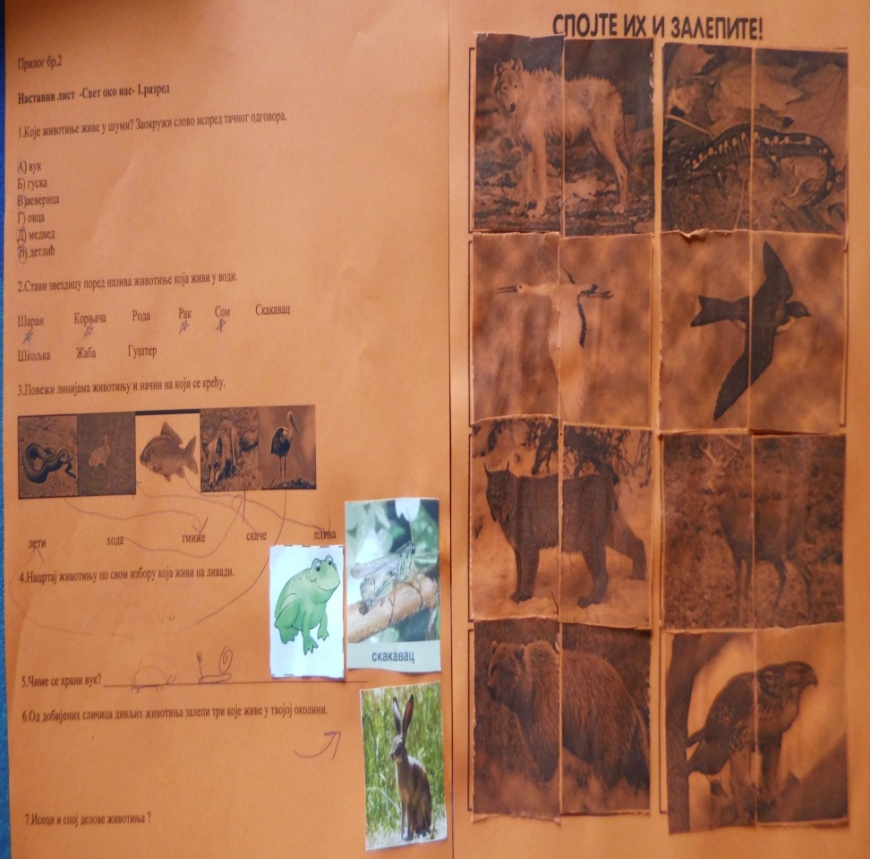 Прилог бр.2
Наставни лист -Свет око нас- 1.разред
1.Које животиње живе у шуми? Заокружи слово испред тачног одговора.
А) вук
Б) гуска
В)веверица
Г) овца
Д) медвед
Ђ) детлић
2.Стави звездицу поред назива животиње која живи у води.
Шаран Корњача Рода Рак Сом Скакавац
Шкољка Жаба Гуштер
3.Повежи линијама животињу и начин на који се крећу.
лети хода гмиже скаче плива
4.Нацртај животињу по свом избору која живи на ливади.
скакавац
5.Чиме се храни вук?
6.Од добијених сличица дивљих животиња залепи три које живе у твојој околини.
7.Исеци и спој делове животиња ?
СПОЈТЕ ИХ И ЗАЛЕПИТЕ!